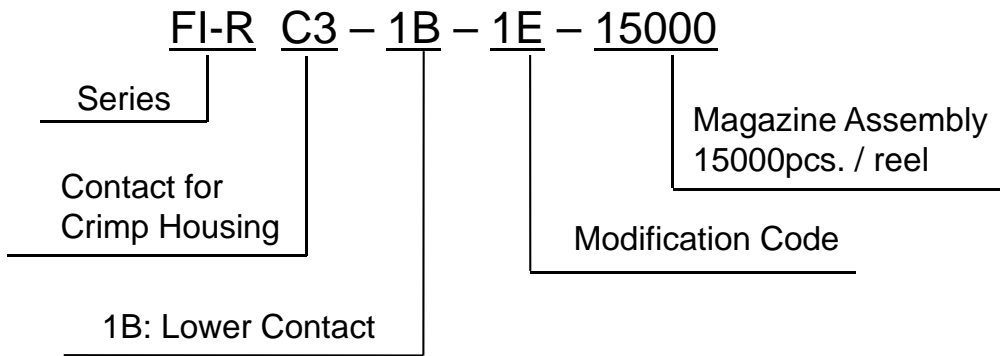 FI-R C3 – 1B – 1E – 15000
Series
Magazine Assembly
15000pcs. / reel
Contact for
Crimp Housing
Modification Code
1B: Lower Contact